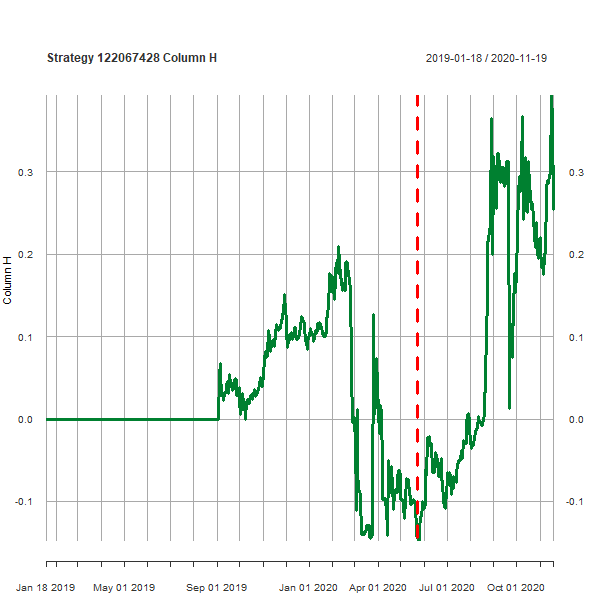 Strategy 122067428 Column H
2019-01-18 / 2020-11-19
Column H
0.3
0.3
0.2
0.2
0.1
0.1
0.0
0.0
-0.1
-0.1
Jan 18 2019
May 01 2019
Sep 01 2019
Jan 01 2020
Apr 01 2020
Jul 01 2020
Oct 01 2020